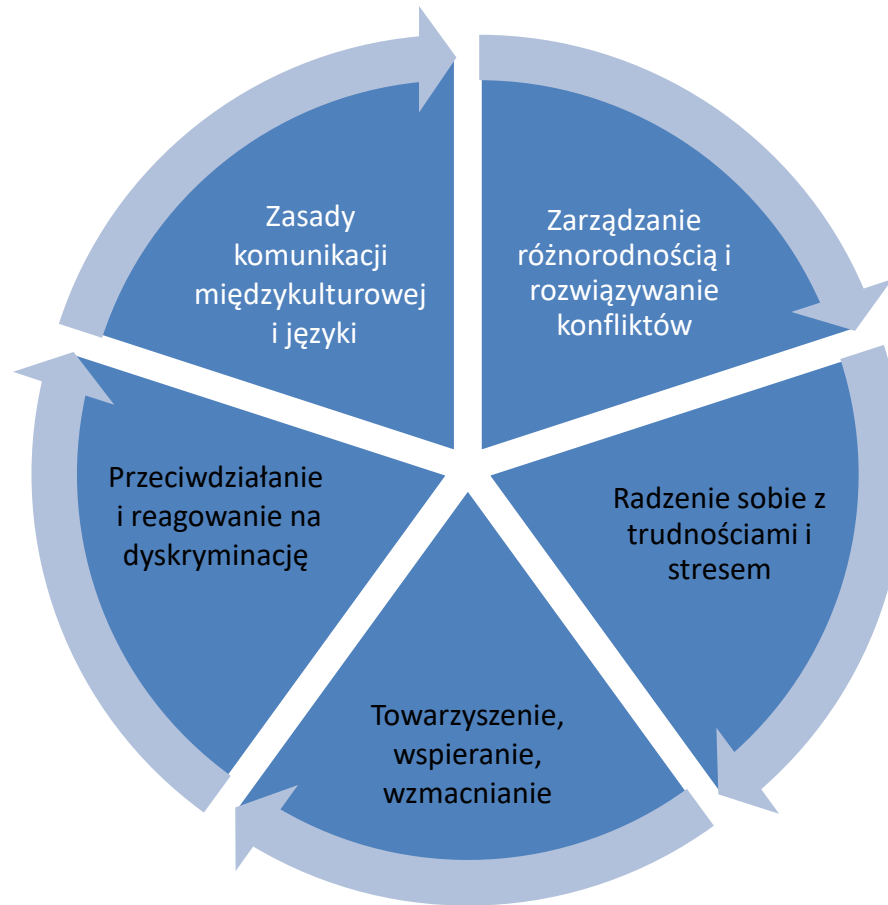 Zasady
komunikacji
międzykulturowej
i języki
Zarządzanie
różnorodnością i
rozwiązywanie
konfliktów
Radzenie sobie z
trudnościami i
stresem
Towarzyszenie,
wspieranie,
wzmacnianie
Przeciwdziałanie
i reagowanie na
dyskryminację